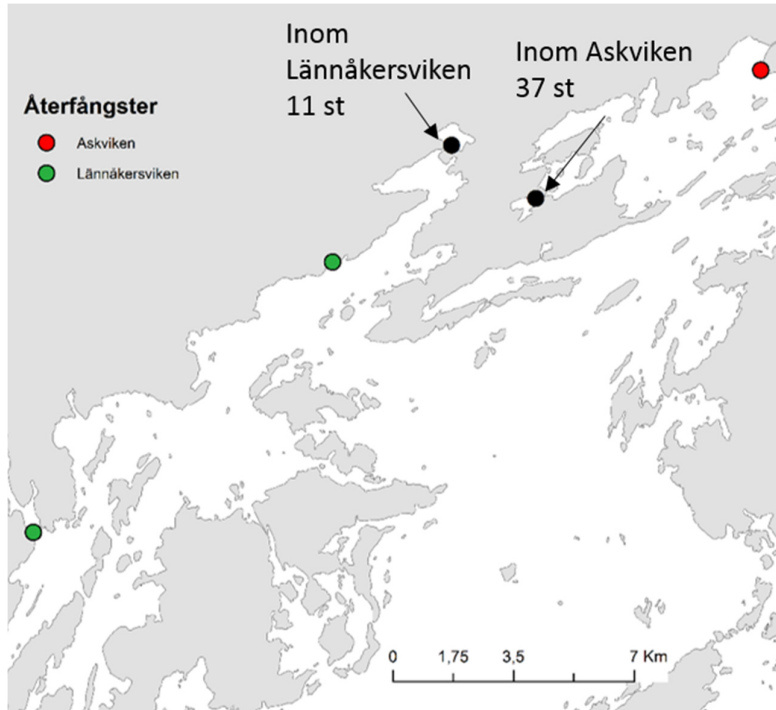 Inom
Lännåkersviken
11 st
Inom Askviken
37 st
Återfångster
Askviken
Lännåkersviken
0 1,75 3,5 7 Km